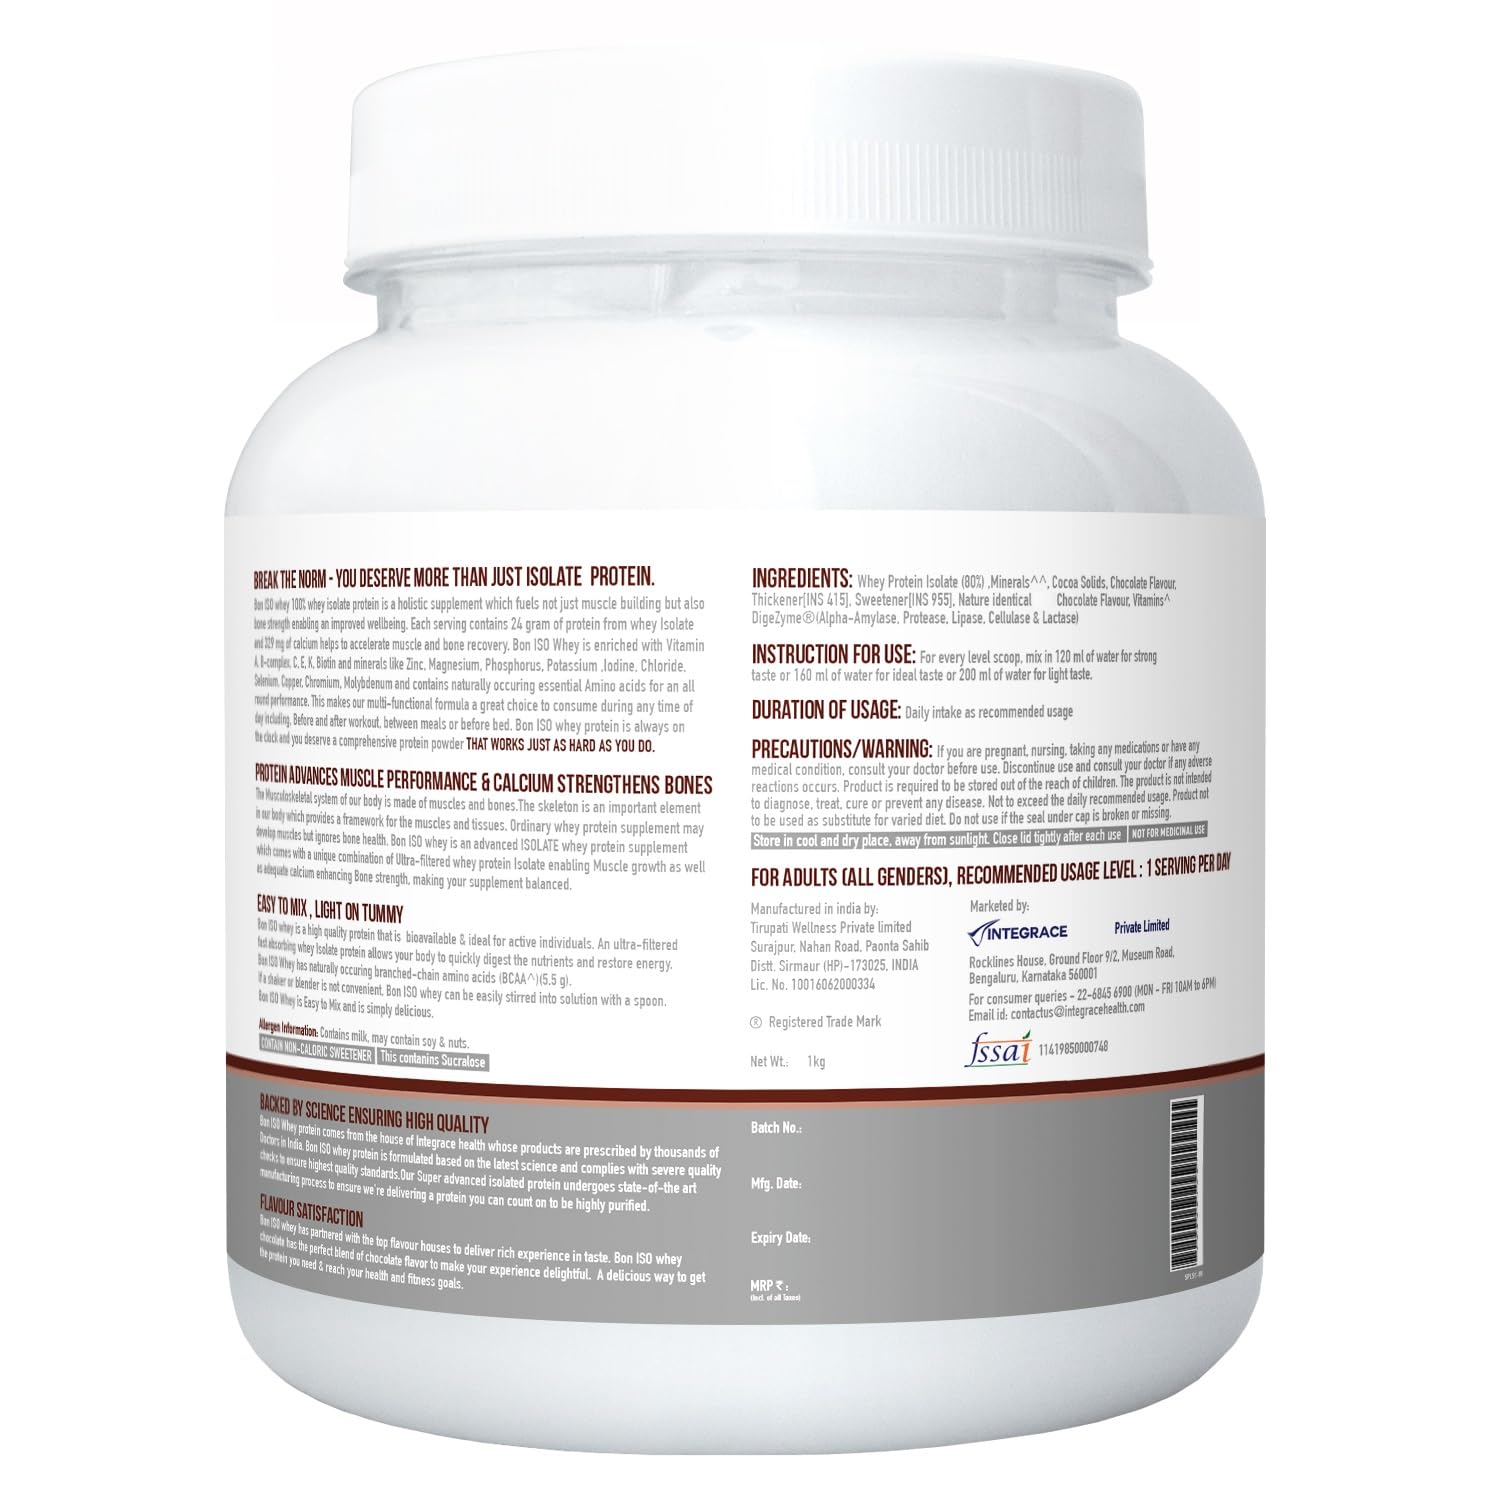 BREAK THE NORM - YOU DESERVE MORE THAN JUST ISOLATE PROTEIN.
Bon ISO whey 100% whey isolate protein is a holistic supplement which fuels not just muscle building but also
bone strength enabling an improved wellbeing. Each serving contains 24 gram of protein from whey Isolate
and 329 mg of calcium helps to accelerate muscle and bone recovery. Bon ISO Whey is enriched with Vitamin
A, B-complex, C, E, K, Biotin and minerals like Zinc, Magnesium, Phosphorus, Potassium ,Iodine, Chloride,
Selenium, Copper, Chromium, Molybdenum and contains naturally occuring essential Amino acids for an all
round performance. This makes our multi-functional formula a great choice to consume during any time of
day including, Before and after workout, between meals or before bed. Bon ISO whey protein is always on
the clock and you deserve a comprehensive protein powder THAT WORKS JUST AS HARD AS YOU DO.
PROTEIN ADVANCES MUSCLE PERFORMANCE & CALCIUM STRENGTHENS BONES
The Musculoskeletal system of our body is made of muscles and bones.The skeleton is an important element
in our body which provides a framework for the muscles and tissues. Ordinary whey protein supplement may
develop muscles but ignores bone health. Bon ISO whey is an advanced ISOLATE whey protein supplement
which comes with a unique combination of Ultra-filtered whey protein Isolate enabling Muscle growth as well
as adequate calcium enhancing Bone strength, making your supplement balanced.
EASY TO MIX , LIGHT ON TUMMY
Bon ISO whey is a high quality protein that is bioavailable & ideal for active individuals. An ultra-filtered
fast absorbing whey Isolate protein allows your body to quickly digest the nutrients and restore energy.
Bon ISO Whey has naturally occuring branched-chain amino acids (BCAA^)(5.5 g).
If a shaker or blender is not convenient, Bon ISO whey can be easily stirred into solution with a spoon.
Bon ISO Whey is Easy to Mix and is simply delicious.
Allergen Information: Contains milk, may contain soy & nuts.
CONTAIN NON-CALORIC SWEETENER | This contanins Sucralose
BACKED BY SCIENCE ENSURING HIGH QUALITY
Bon ISO Whey protein comes from the house of Integrace health whose products are prescribed by thousands of
Doctors in India. Bon ISO whey protein is formulated based on the latest science and complies with severe quality
checks to ensure highest quality standards.Our Super advanced isolated protein undergoes state-of-the art
manufacturing process to ensure we're delivering a protein you can count on to be highly purified.
FLAVOUR SATISFACTION
Bon ISO whey has partnered with the top flavour houses to deliver rich experience in taste. Bon ISO whey
chocolate has the perfect blend of chocolate flavor to make your experience delightful. A delicious way to get
the protein you need & reach your health and fitness goals.
INGREDIENTS: Whey Protein Isolate (80%) ,Minerals^^, Cocoa Solids, Chocolate Flavour,
Thickener[INS 415], Sweetener[INS 955], Nature identical Chocolate Flavour, Vitamins^
DigeZyme®(Alpha-Amylase, Protease, Lipase, Cellulase & Lactase)
INSTRUCTION FOR USE: For every level scoop, mix in 120 ml of water for strong
taste or 160 ml of water for ideal taste or 200 ml of water for light taste.
DURATION OF USAGE: Daily intake as recommended usage
PRECAUTIONS/WARNING: If you are pregnant, nursing, taking any medications or have any
medical condition, consult your doctor before use. Discontinue use and consult your doctor if any adverse
reactions occurs. Product is required to be stored out of the reach of children. The product is not intended
to diagnose, treat, cure or prevent any disease. Not to exceed the daily recommended usage. Product not
to be used as substitute for varied diet. Do not use if the seal under cap is broken or missing.
Store in cool and dry place, away from sunlight. Close lid tightly after each use | NOT FOR MEDICINAL USE
FOR ADULTS (ALL GENDERS), RECOMMENDED USAGE LEVEL : 1 SERVING PER DAY
Manufactured in india by:
Tirupati Wellness Private limited
Surajpur, Nahan Road, Paonta Sahib
Distt. Sirmaur (HP)-173025, INDIA
Lic. No. 10016062000334
® Registered Trade Mark
Net Wt.: 1kg
Marketed by:
INTEGRACE Private Limited
Rocklines House, Ground Floor 9/2, Museum Road,
Bengaluru, Karnataka 560001
For consumer queries - 22-6845 6900 (MON - FRI 10AM to 6PM)
Email id: contactus@integracehealth.com
fssai 11419850000748
Batch No.:
Mfg. Date:
Expiry Date:
MRP ₹ :
(Incl. of all taxes)